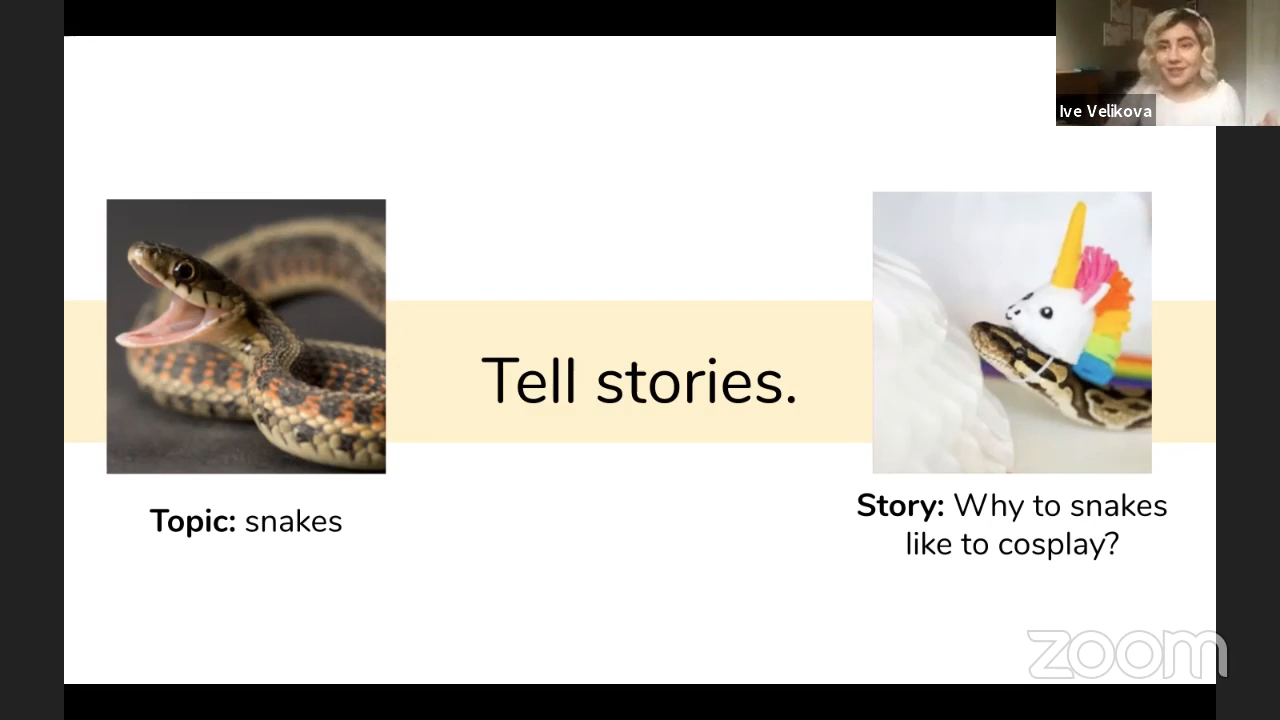 Ive Velikova
Tell stories.
Topic: snakes
Story: Why to snakes
like to cosplay?
zoom